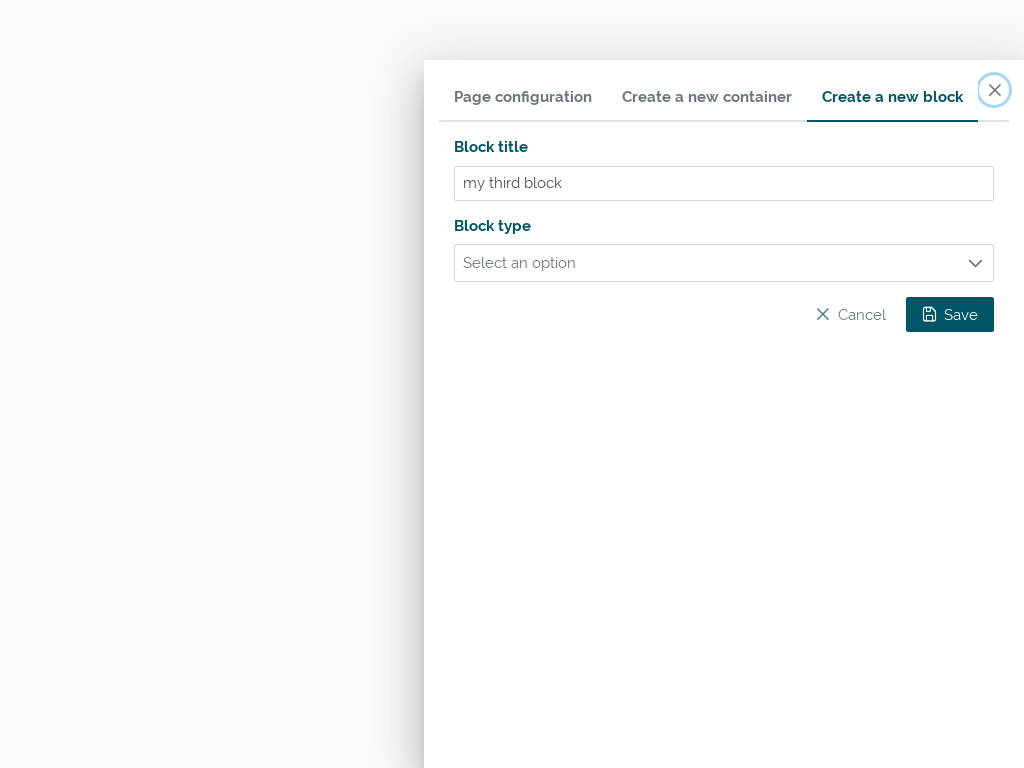 Page configuration
Create a new container
Create a new block
Block title
my third block
Block type
Select an option
Cancel
Save